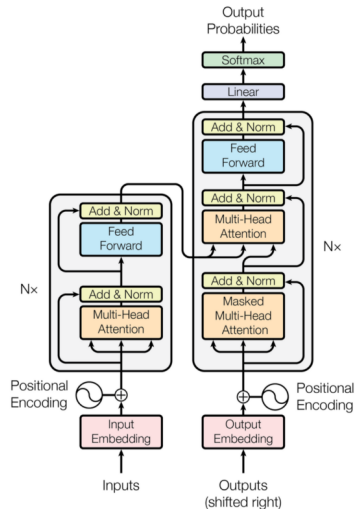 Output
Probabilities
Softmax
Linear
Add & Norm
Feed
Forward
Add & Norm
Multi-Head
Attention
Add & Norm
Masked
Multi-Head
Attention
Nx
Positional
Encoding
Output
Embedding
Outputs
(shifted right)
Add & Norm
Feed
Forward
Add & Norm
Multi-Head
Attention
N×
Positional
Encoding
Input
Embedding
Inputs